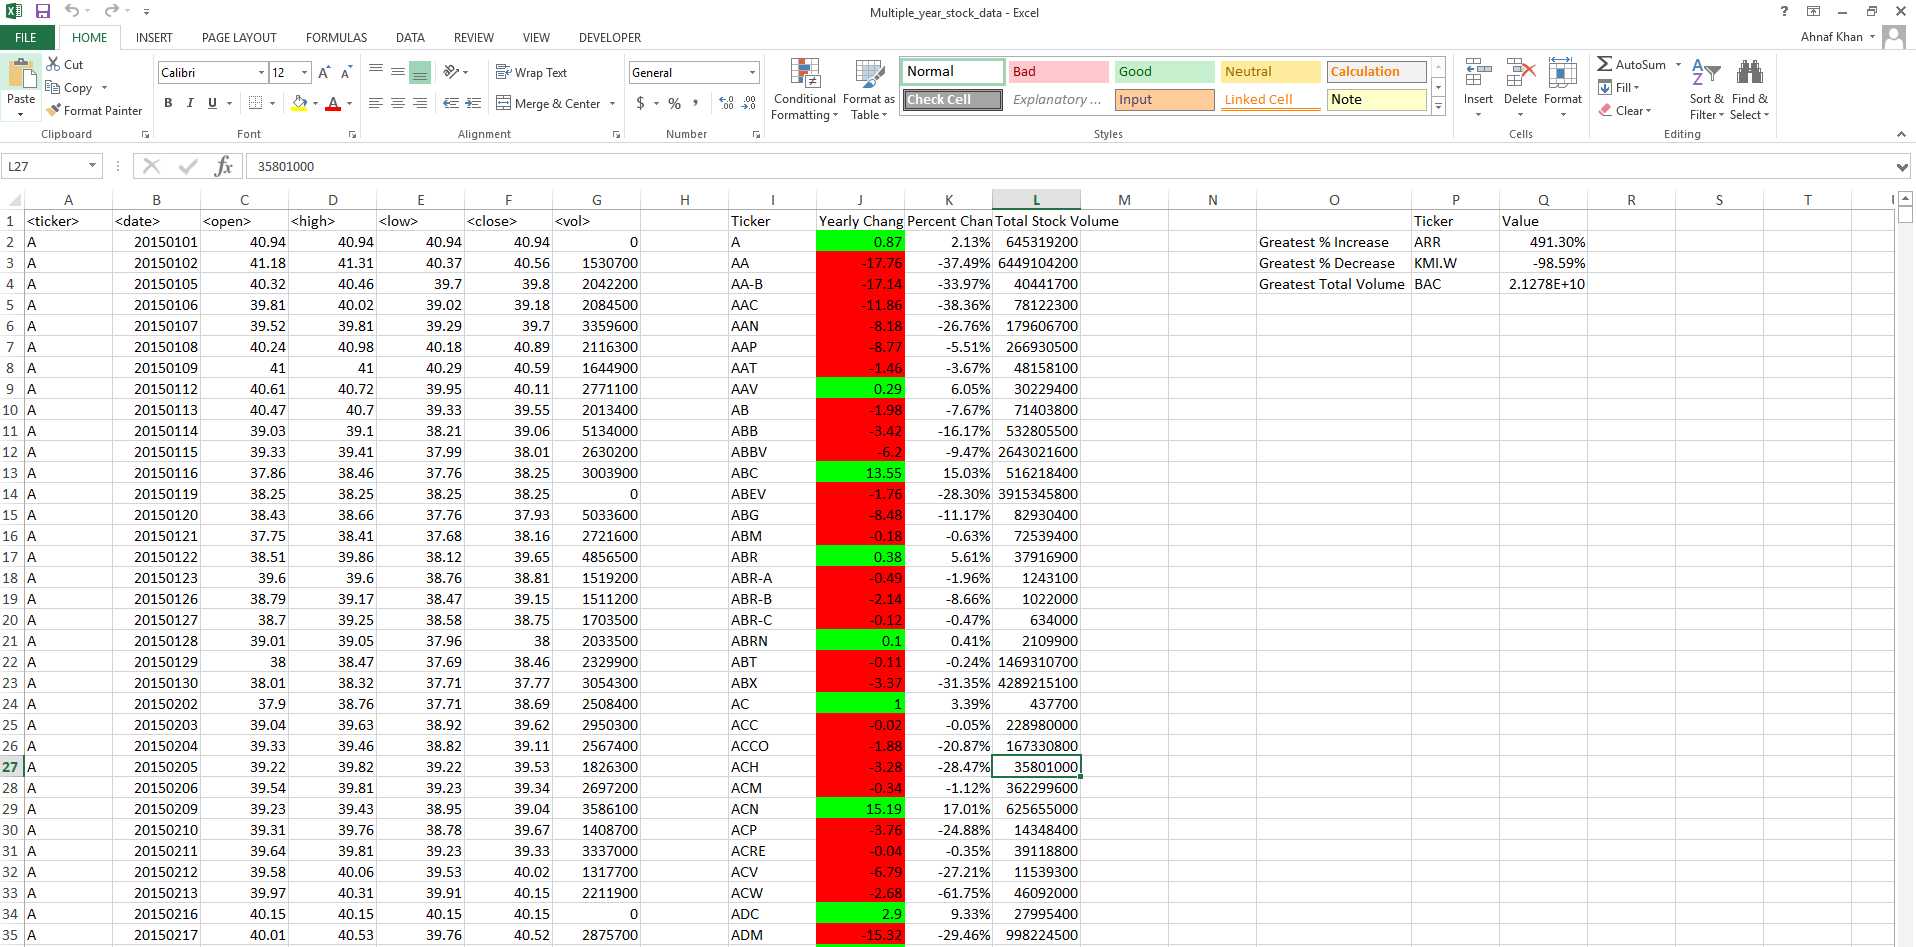 Multiple_year_stock_data - Excel
FILE HOME INSERT PAGE LAYOUT FORMULAS DATA REVIEW VIEW DEVELOPER Ahnaf Khan
Cut
Copy
Format Painter
Paste
Calibri 12
B I U
Wrap Text
Merge & Center
General
$ % ,
Conditional Formatting
Format as Table
Normal Bad Good Neutral Calculation
Check Cell Explanatory ... Input Linked Cell Note
Insert Delete Format
AutoSum
Fill
Clear
Sort & Filter
Find & Select
Clipboard Font Alignment Number Styles Cells Editing
L27 fx 35801000
A B C D E F G H I J K L M N O P Q R S T
1 <ticker> <date> <open> <high> <low> <close> <vol> Ticker Yearly Chang Percent Chan Total Stock Volume Ticker Value
2 A 20150101 40.94 40.94 40.94 40.94 0 A 0.87 2.13% 645319200 Greatest % Increase ARR 491.30%
3 A 20150102 41.18 41.31 40.37 40.56 1530700 AA -17.76 -37.49% 6449104200 Greatest % Decrease KMI.W -98.59%
4 A 20150105 40.32 40.46 39.7 39.8 2042200 AA-B -17.14 -33.97% 40441700 Greatest Total Volume BAC 2.1278E+10
5 A 20150106 39.81 40.02 39.02 39.18 2084500 AAC -11.86 -38.36% 78122300
6 A 20150107 39.52 39.81 39.29 39.7 3359600 AAN -8.18 -26.76% 179606700
7 A 20150108 40.24 40.98 40.18 40.89 2116300 AAP -8.77 -5.51% 266930500
8 A 20150109 41 41 40.29 40.59 1644900 AAT -1.46 -3.67% 48158100
9 A 20150112 40.61 40.72 39.95 40.11 2771100 AAV 0.29 6.05% 30229400
10 A 20150113 40.47 40.7 39.33 39.55 2013400 AB -1.98 -7.67% 71403800
11 A 20150114 39.03 39.1 38.21 39.06 5134000 ABB -3.42 -16.17% 532805500
12 A 20150115 39.33 39.41 37.99 38.01 2630200 ABBV -6.2 -9.47% 2643021600
13 A 20150116 37.86 38.46 37.76 38.25 3003900 ABC 13.55 15.03% 516218400
14 A 20150119 38.25 38.25 38.25 38.25 0 ABEV -1.76 -28.30% 3915345800
15 A 20150120 38.43 38.66 37.76 37.93 5033600 ABG -8.48 -11.17% 82930400
16 A 20150121 37.75 38.41 37.68 38.16 2721600 ABM -0.18 -0.63% 72539400
17 A 20150122 38.51 39.86 38.12 39.65 4856500 ABR 0.38 5.61% 37916900
18 A 20150123 39.6 39.6 38.76 38.81 1519200 ABR-A -0.49 -1.96% 1243100
19 A 20150126 38.79 39.17 38.47 39.15 1511200 ABR-B -2.14 -8.66% 1022000
20 A 20150127 38.7 39.25 38.58 38.75 1703500 ABR-C -0.12 -0.47% 634000
21 A 20150128 39.01 39.05 37.96 38 2033500 ABRN 0.1 0.41% 2109900
22 A 20150129 38 38.47 37.69 38.46 2329900 ABT -0.11 -0.24% 1469310700
23 A 20150130 38.01 38.32 37.71 37.77 3054300 ABX -3.37 -31.35% 4289215100
24 A 20150202 37.9 38.76 37.71 38.69 2508400 AC 1 3.39% 437700
25 A 20150203 39.04 39.63 38.92 39.62 2950300 ACC -0.02 -0.05% 228980000
26 A 20150204 39.33 39.46 38.82 39.11 2567400 ACCO -1.88 -20.87% 167330800
27 A 20150205 39.22 39.82 39.22 39.53 1826300 ACH -3.28 -28.47% 35801000
28 A 20150206 39.54 39.81 39.23 39.34 2697200 ACM -0.34 -1.12% 362299600
29 A 20150209 39.23 39.43 38.95 39.04 3586100 ACN 15.19 17.01% 625655000
30 A 20150210 39.31 39.76 38.78 39.67 1408700 ACP -3.76 -24.88% 14348400
31 A 20150211 39.64 39.81 39.23 39.33 3337000 ACRE -0.04 -0.35% 39118800
32 A 20150212 39.58 40.06 39.53 40.02 1317700 ACV -6.79 -27.21% 11539300
33 A 20150213 39.97 40.31 39.91 40.15 2211900 ACW -2.68 -61.75% 46092000
34 A 20150216 40.15 40.15 40.15 40.15 0 ADC 2.9 9.33% 27995400
35 A 20150217 40.01 40.53 39.76 40.52 2875700 ADM -15.32 -29.46% 998224500